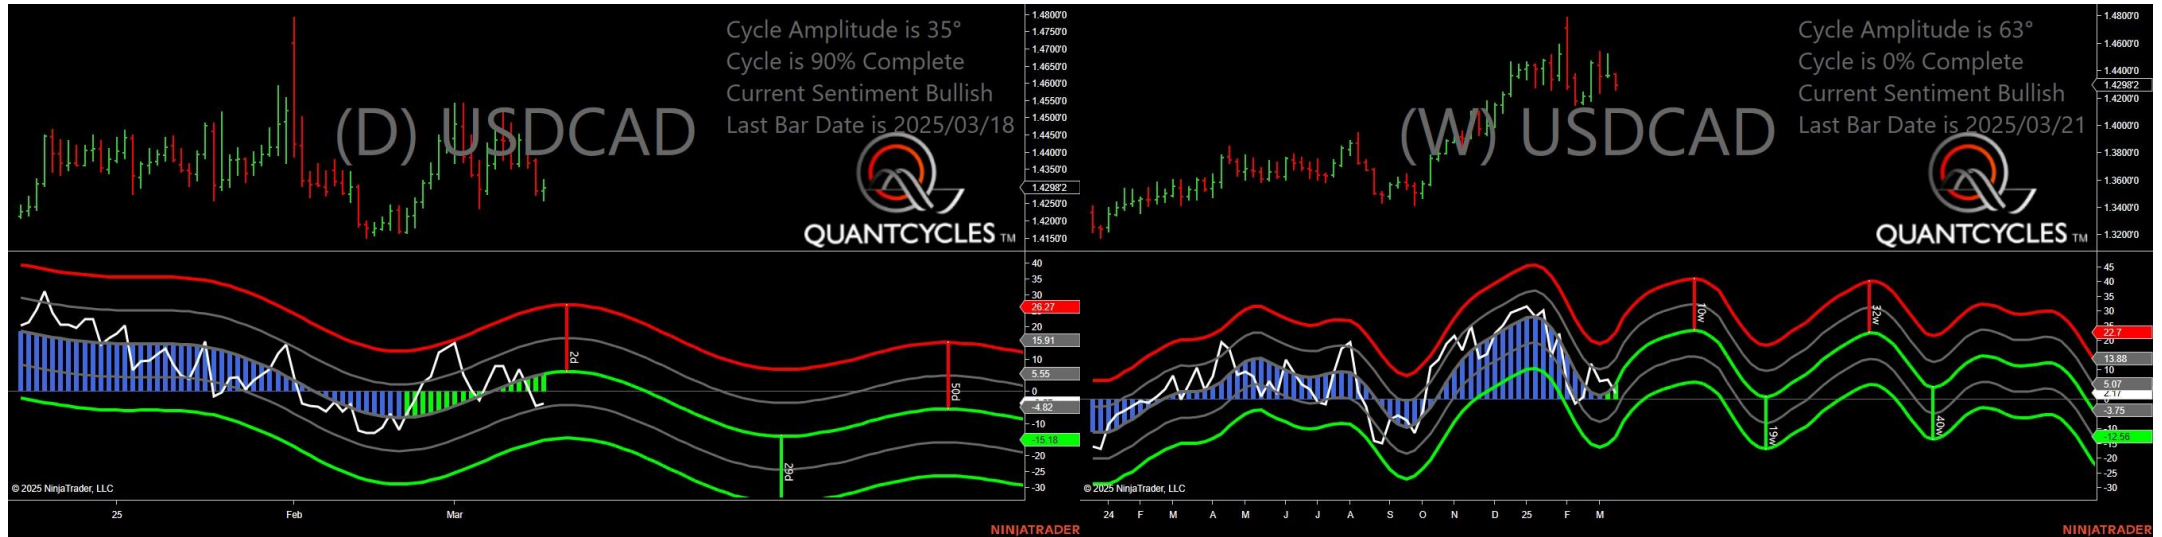 Cycle Amplitude is 35°
Cycle is 90% Complete
Current Sentiment Bullish
Last Bar Date is 2025/03/18
(D) USDCAD
QUANTCYCLES TM
1.4800'0
1.4750'0
1.4700'0
1.4650'0
1.4600'0
1.4550'0
1.4500'0
1.4450'0
1.4400'0
1.4350'0
1.4298'2
1.4250'0
1.4200'0
1.4150'0
40
35
30
26.27
20
15.91
10
5.55
0
-4.82
-10
-15.18
-20
-25
-30
2d
29d
50d
© 2025 NinjaTrader, LLC
25 Feb Mar
NINJATRADER
Cycle Amplitude is 63°
Cycle is 0% Complete
Current Sentiment Bullish
Last Bar Date is 2025/03/21
(W) USDCAD
QUANTCYCLES TM
1.4800'0
1.4600'0
1.4400'0
1.4298'2
1.4200'0
1.4000'0
1.3800'0
1.3600'0
1.3400'0
1.3200'0
45
40
35
30
22.7
20
13.88
5.07
2.17
-3.75
-12.56
-20
-25
-30
10w
19w
32w
40w
© 2025 NinjaTrader, LLC
24 F M A M J J A S O N D 25 F M
NINJATRADER